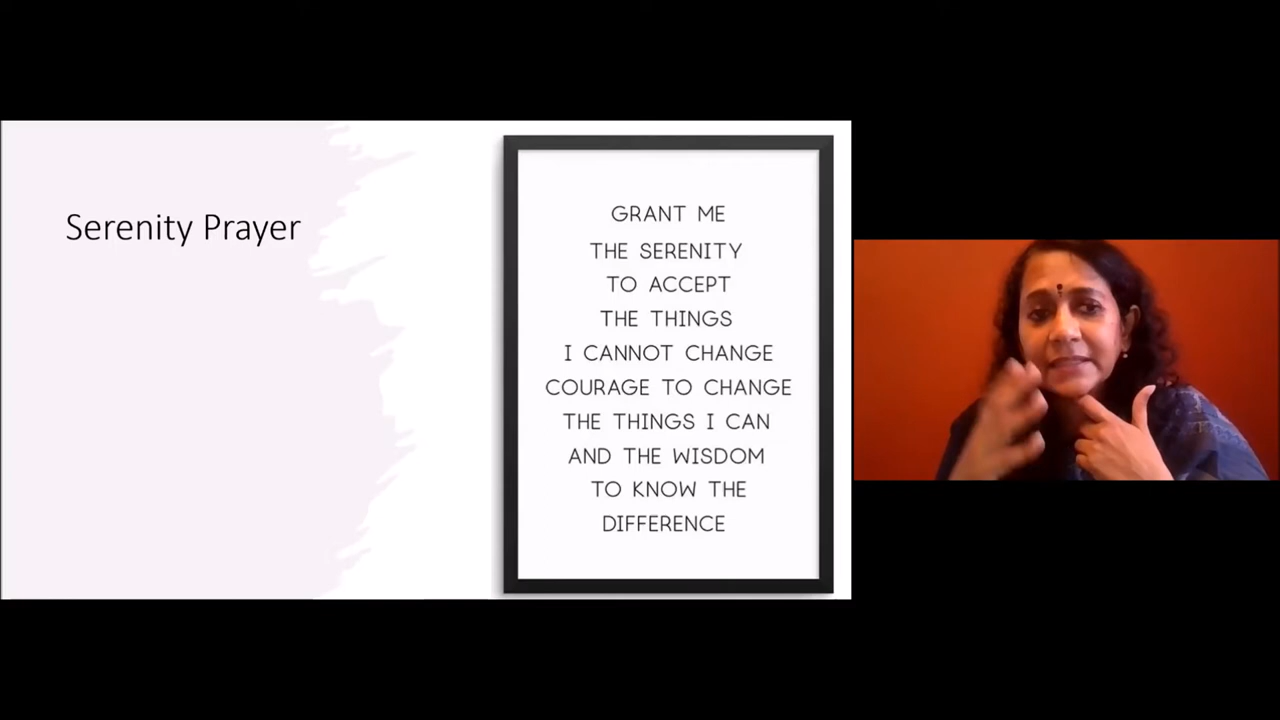 Serenity Prayer
GRANT ME
THE SERENITY
TO ACCEPT
THE THINGS
I CANNOT CHANGE
COURAGE TO CHANGE
THE THINGS I CAN
AND THE WISDOM
TO KNOW THE
DIFFERENCE